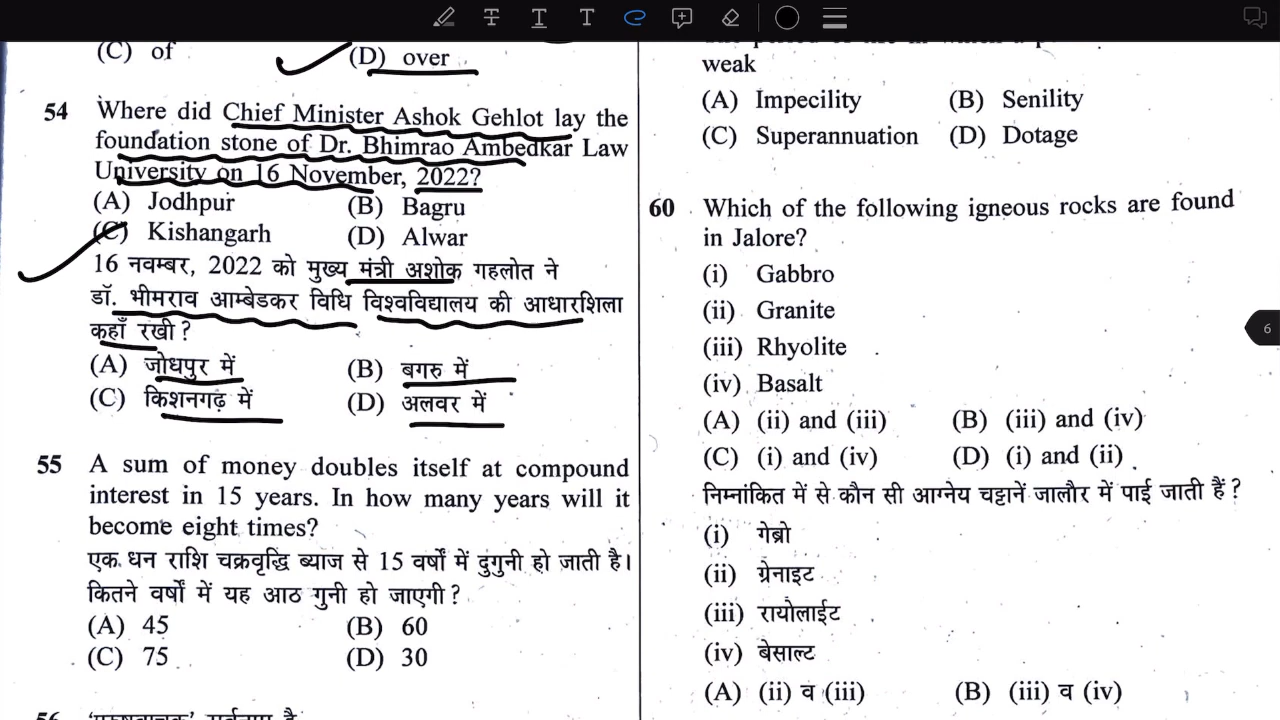 (C) of (D) over
54 Where did Chief Minister Ashok Gehlot lay the
foundation stone of Dr. Bhimrao Ambedkar Law
University on 16 November, 2022?
(A) Jodhpur (B) Bagru
(C) Kishangarh (D) Alwar
16 नवम्बर, 2022 को मुख्य मंत्री अशोक गहलोत ने
डॉ. भीमराव आम्बेडकर विधि विश्वविद्यालय की आधारशिला
कहाँ रखी ?
(A) जोधपुर में (B) बगरु में
(C) किशनगढ़ में (D) अलवर में
55 A sum of money doubles itself at compound
interest in 15 years. In how many years will it
become eight times?
एक धन राशि चक्रवृद्धि ब्याज से 15 वर्षों में दुगुनी हो जाती है।
कितने वर्षों में यह आठ गुनी हो जाएगी ?
(A) 45 (B) 60
(C) 75 (D) 30
weak
(A) Impecility (B) Senility
(C) Superannuation (D) Dotage
60 Which of the following igneous rocks are found
in Jalore?
(i) Gabbro
(ii) Granite
(iii) Rhyolite
(iv) Basalt
(A) (ii) and (iii) (B) (iii) and (iv)
(C) (i) and (iv) (D) (i) and (ii)
निम्नांकित में से कौन सी आग्नेय चट्टानें जालौर में पाई जाती हैं ?
(i) गेब्रो
(ii) ग्रेनाइट
(iii) रायोलाईट
(iv) बेसाल्ट
(A) (ii) व (iii) (B) (iii) व (iv)
6